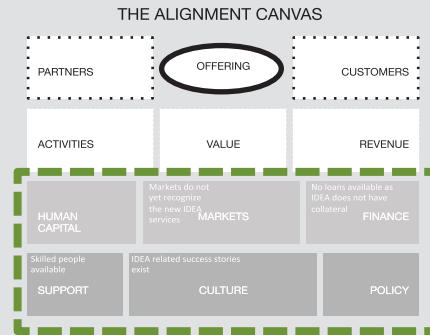 THE ALIGNMENT CANVAS
PARTNERS
OFFERING
CUSTOMERS
ACTIVITIES
VALUE
REVENUE
Markets do not
yet recognize
the new IDEA
services
No loans available as
IDEA does not have
collateral
HUMAN
CAPITAL
MARKETS
FINANCE
Skilled people
available
IDEA related success stories
exist
SUPPORT
CULTURE
POLICY